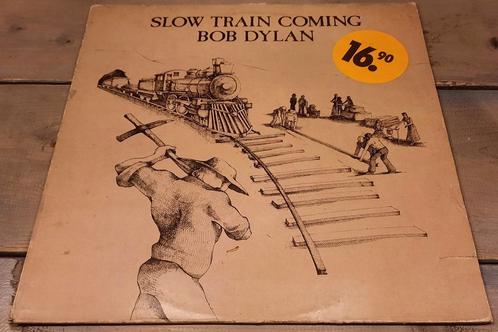 SLOW TRAIN COMING
BOB DYLAN
16.90